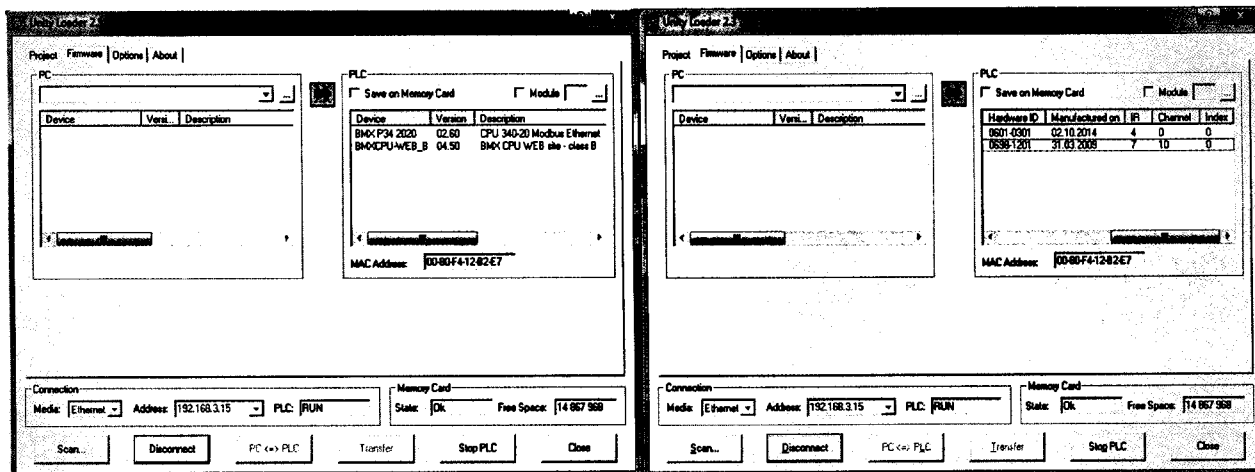 Unity Loader 2.3
Project Firmware Options About
PC
...
Device Versi... Description
PLC
Save on Memory Card Module ...
Device Version Description
BMX P34 2020 02.60 CPU 340-20 Modbus Ethernet
BMXCPU-WEB_B 04.50 BMX CPU WEB site - class B
MAC Address: 00-80-F4-12-B2-E7
Connection
Media: Ethernet Address: 192.168.3.15 PLC: RUN
Memory Card
State: Ok Free Space: 14 867 968
Scan... Disconnect PC <=> PLC Transfer Stop PLC Close
Unity Loader 2.3
Project Firmware Options About
PC
...
Device Versi... Description
PLC
Save on Memory Card Module ...
Hardware ID Manufactured on IR Channel Index
0601-0301 02.10.2014 4 0 0
0698-1201 31.03.2009 7 10 0
MAC Address: 00-80-F4-12-B2-E7
Connection
Media: Ethernet Address: 192.168.3.15 PLC: RUN
Memory Card
State: Ok Free Space: 14 867 968
Scan... Disconnect PC <=> PLC Transfer Stop PLC Close